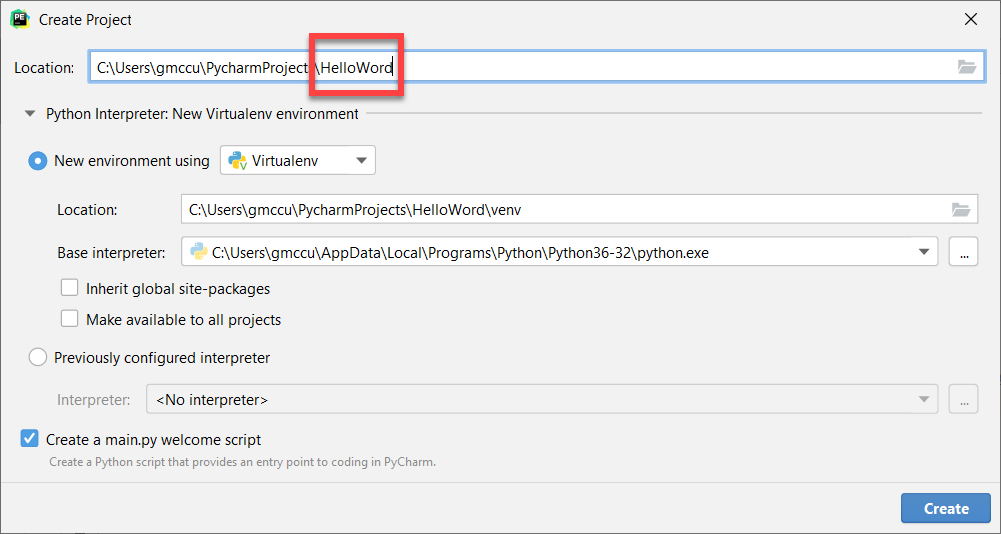 PE
Create Project
Location: C:\Users\gmccu\PycharmProjects\HelloWord
Python Interpreter: New Virtualenv environment
New environment using Virtualenv
Location: C:\Users\gmccu\PycharmProjects\HelloWord\venv
Base interpreter: C:\Users\gmccu\AppData\Local\Programs\Python\Python36-32\python.exe ...
Inherit global site-packages
Make available to all projects
Previously configured interpreter
Interpreter: <No interpreter> ...
Create a main.py welcome script
Create a Python script that provides an entry point to coding in PyCharm.
Create